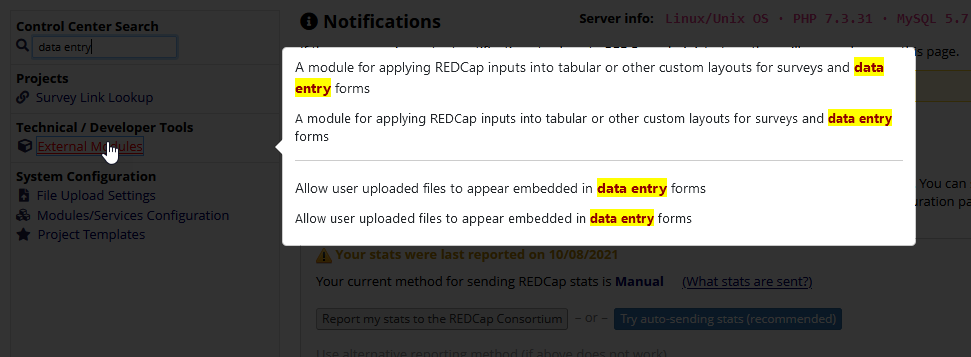 Control Center Search
data entry
Projects
Survey Link Lookup
Technical / Developer Tools
External Modules
System Configuration
File Upload Settings
Modules/Services Configuration
Project Templates
Notifications
Server info: Linux/Unix OS · PHP 7.3.31 · MySQL 5.7
this page.
A module for applying REDCap inputs into tabular or other custom layouts for surveys and data
entry forms
A module for applying REDCap inputs into tabular or other custom layouts for surveys and data entry
forms
Allow user uploaded files to appear embedded in data entry forms
Allow user uploaded files to appear embedded in data entry forms
You can
uration pa
Your stats were last reported on 10/08/2021
Your current method for sending REDCap stats is Manual (What stats are sent?)
Report my stats to the REDCap Consortium – or – Try auto-sending stats (recommended)
Use alternative reporting method (if above does not work)